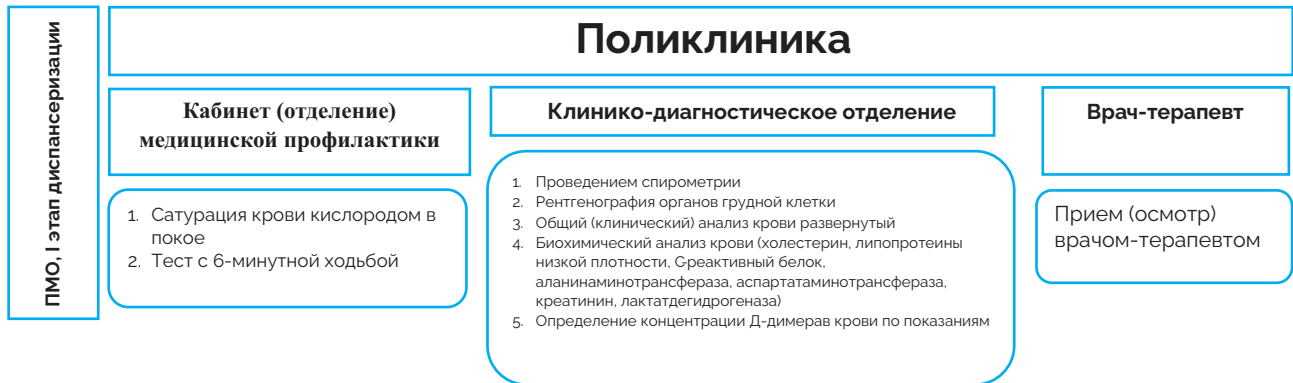 ПМО, I этап диспансеризации
Поликлиника
Кабинет (отделение)
медицинской профилактики
1. Сатурация крови кислородом в
покое
2. Тест с 6-минутной ходьбой
Клинико-диагностическое отделение
1. Проведением спирометрии
2. Рентгенография органов грудной клетки
3. Общий (клинический) анализ крови развернутый
4. Биохимический анализ крови (холестерин, липопротеины
низкой плотности, С-реактивный белок,
аланинаминотрансфераза, аспартатаминотрансфераза,
креатинин, лактатдегидрогеназа)
5. Определение концентрации Д-димерав крови по показаниям
Врач-терапевт
Прием (осмотр)
врачом-терапевтом